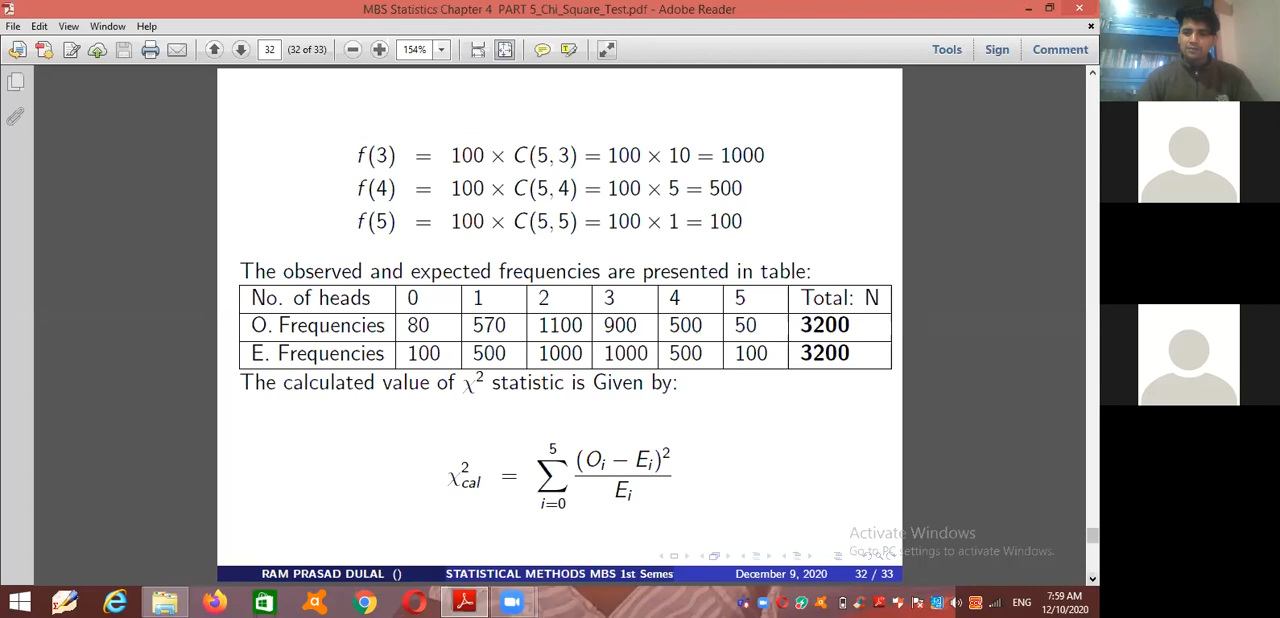 MBS Statistics Chapter 4 PART 5_Chi_Square_Test.pdf - Adobe Reader
File Edit View Window Help
32 (32 of 33) 154% Tools Sign Comment
f(3) = 100 × C(5, 3) = 100 × 10 = 1000
f(4) = 100 × C(5, 4) = 100 × 5 = 500
f(5) = 100 × C(5, 5) = 100 × 1 = 100
The observed and expected frequencies are presented in table:
No. of heads 0 1 2 3 4 5 Total: N
O. Frequencies 80 570 1100 900 500 50 3200
E. Frequencies 100 500 1000 1000 500 100 3200
The calculated value of χ² statistic is Given by:
χ²cal = ∑ i=0 5 (Oi − Ei)² / Ei
Activate Windows
Go to PC settings to activate Windows.
RAM PRASAD DULAL () STATISTICAL METHODS MBS 1st Semes December 9, 2020 32 / 33
ENG 7:59 AM
12/10/2020